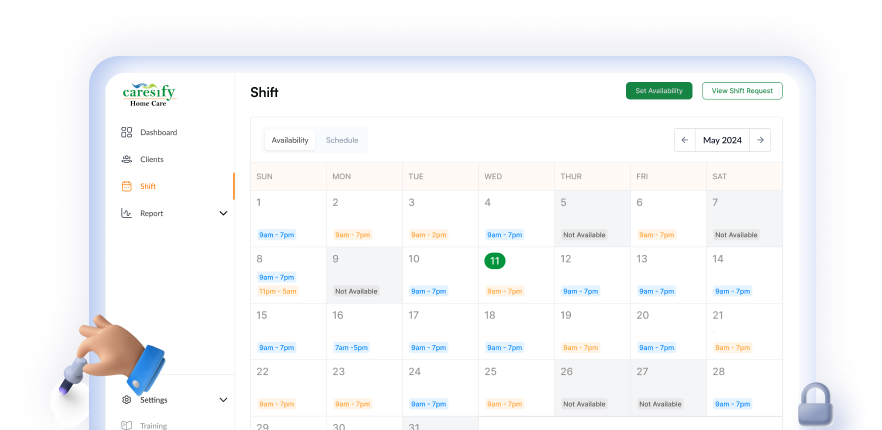 caresify
Home Care
Dashboard
Clients
Shift
Report
Settings
Training
Shift
Set Availability
View Shift Request
Availability
Schedule
May 2024
SUN MON TUE WED THUR FRI SAT
1 2 3 4 5 6 7
9am - 7pm 9am - 7pm 9am - 2pm 9am - 7pm Not Available 9am - 7pm Not Available
8 9 10 11 12 13 14
9am - 7pm
11pm - 5am Not Available 9am - 7pm 9am - 7pm 9am - 7pm 9am - 7pm 9am - 7pm
15 16 17 18 19 20 21
9am - 7pm 7am -5pm 9am - 7pm 9am - 7pm 9am - 7pm 9am - 7pm 9am - 7pm
22 23 24 25 26 27 28
9am - 7pm 9am - 7pm 9am - 7pm 9am - 7pm Not Available Not Available 9am - 7pm
29 30 31